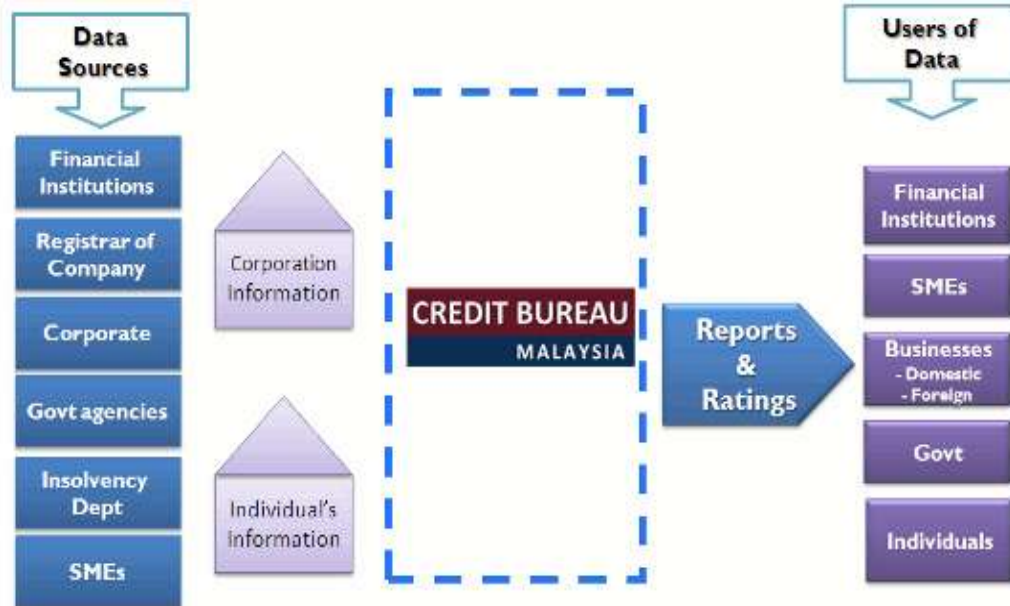 Data
Sources
Financial
Institutions
Registrar of
Company
Corporate
Govt agencies
Insolvency
Dept
SMEs
Corporation
Information
Individual's
Information
CREDIT BUREAU
MALAYSIA
Reports
&
Ratings
Users of
Data
Financial
Institutions
SMEs
Businesses
- Domestic
- Foreign
Govt
Individuals